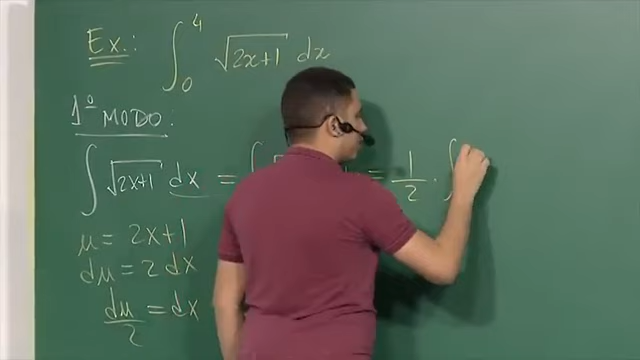 Ex.: ∫₀⁴ √(2x+1) dx
1º MODO:
∫ √(2x+1) dx = ∫ = 1/2 · ∫
u = 2x+1
du = 2 dx
du/2 = dx